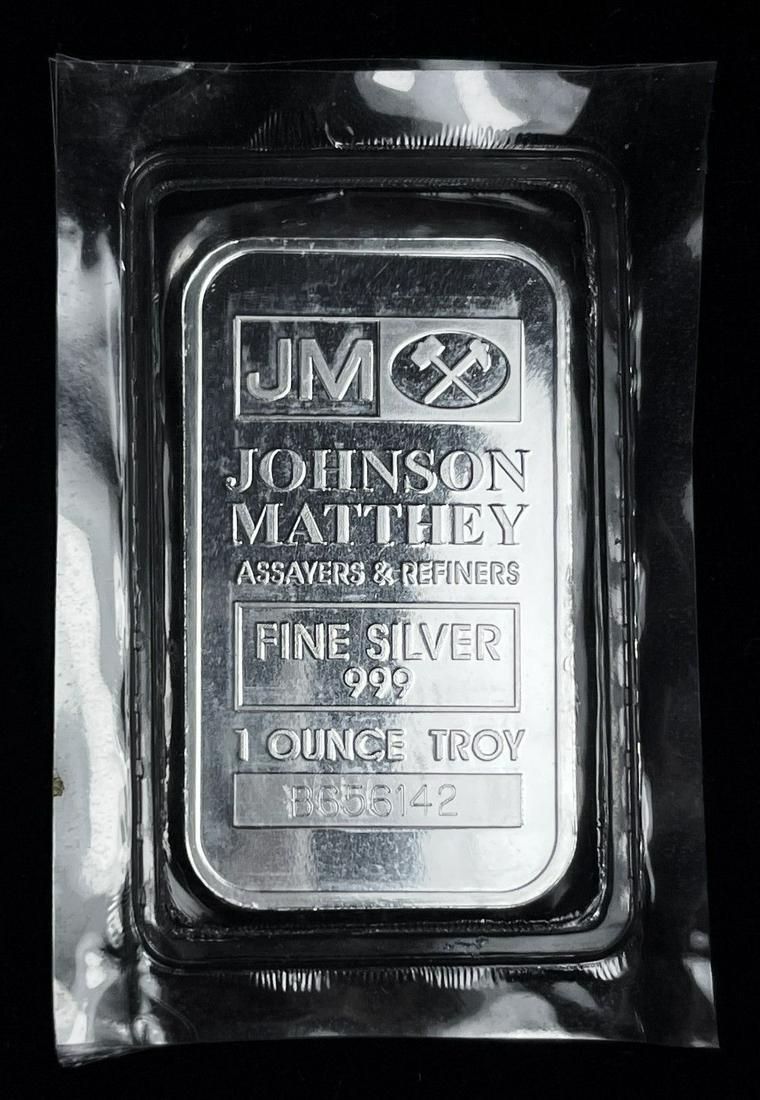 JM
JOHNSON
MATTHEY
ASSAYERS & REFINERS
FINE SILVER
999
1 OUNCE TROY
B656142